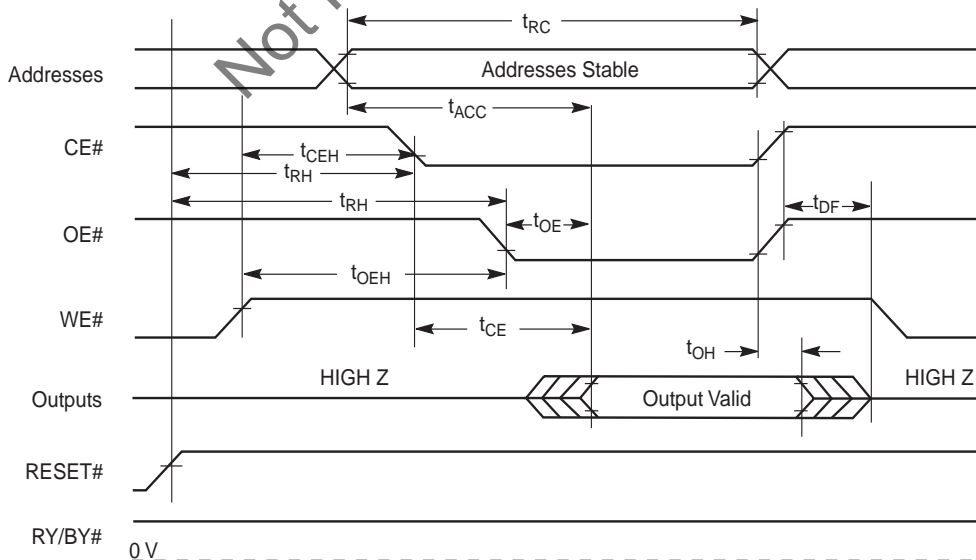 Not
tRC
Addresses
Addresses Stable
tACC
CE#
tCEH
tRH
tRH
tDF
OE#
tOE
tOEH
WE#
tCE
tOH
HIGH Z
HIGH Z
Outputs
Output Valid
RESET#
RY/BY#
0 V